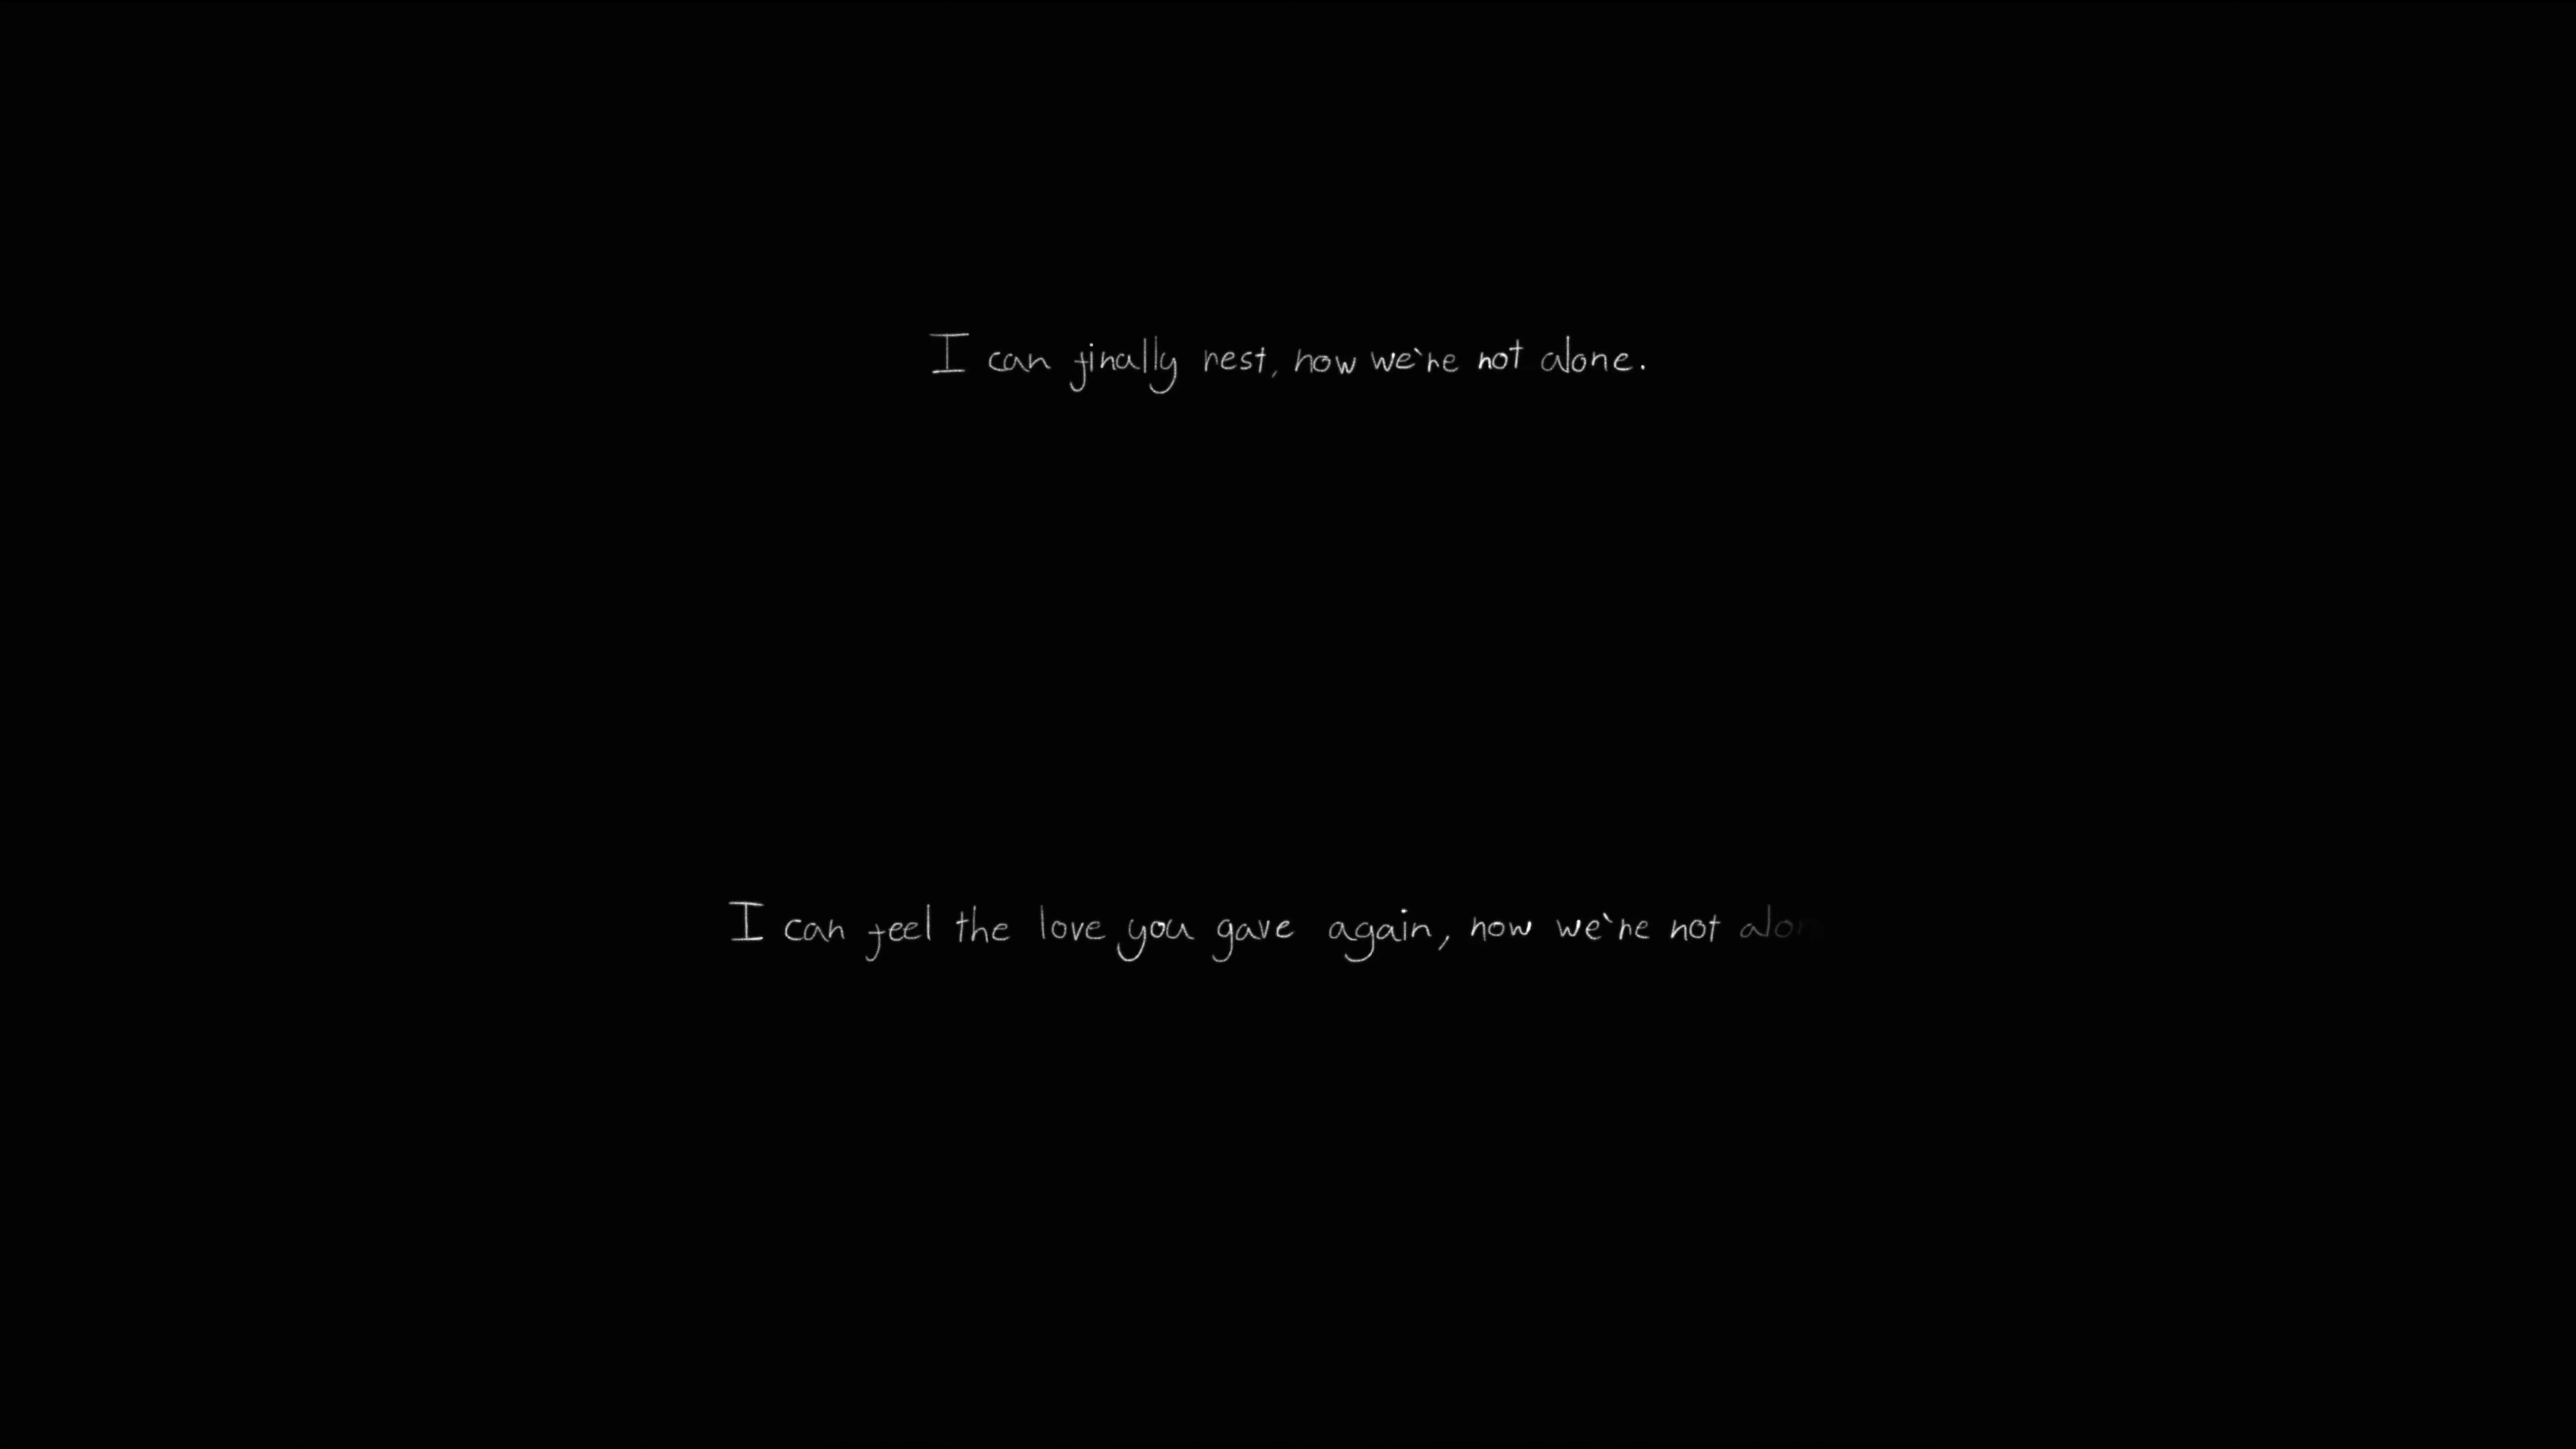 I can finally rest, now we're not alone.
I can feel the love you gave again, now we're not alon